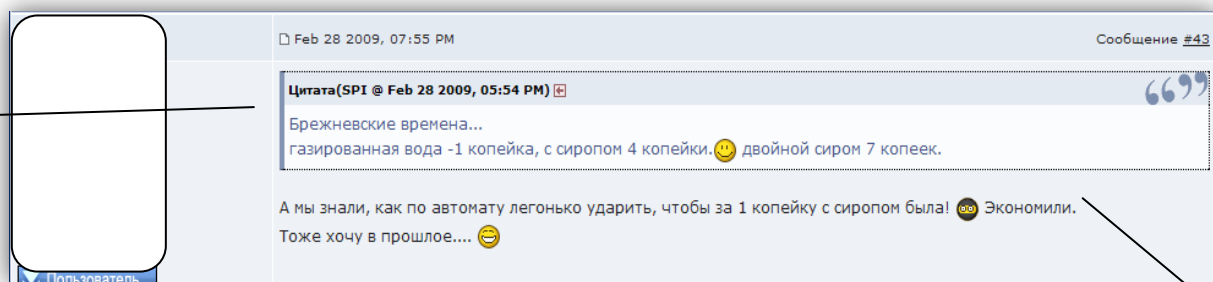 Feb 28 2009, 07:55 PM
Сообщение #43
Цитата(SPI @ Feb 28 2009, 05:54 PM)
Брежневские времена...
газированная вода -1 копейка, с сиропом 4 копейки. двойной сиром 7 копеек.
А мы знали, как по автомату легонько ударить, чтобы за 1 копейку с сиропом была! Экономили.
Тоже хочу в прошлое....
Пользователь